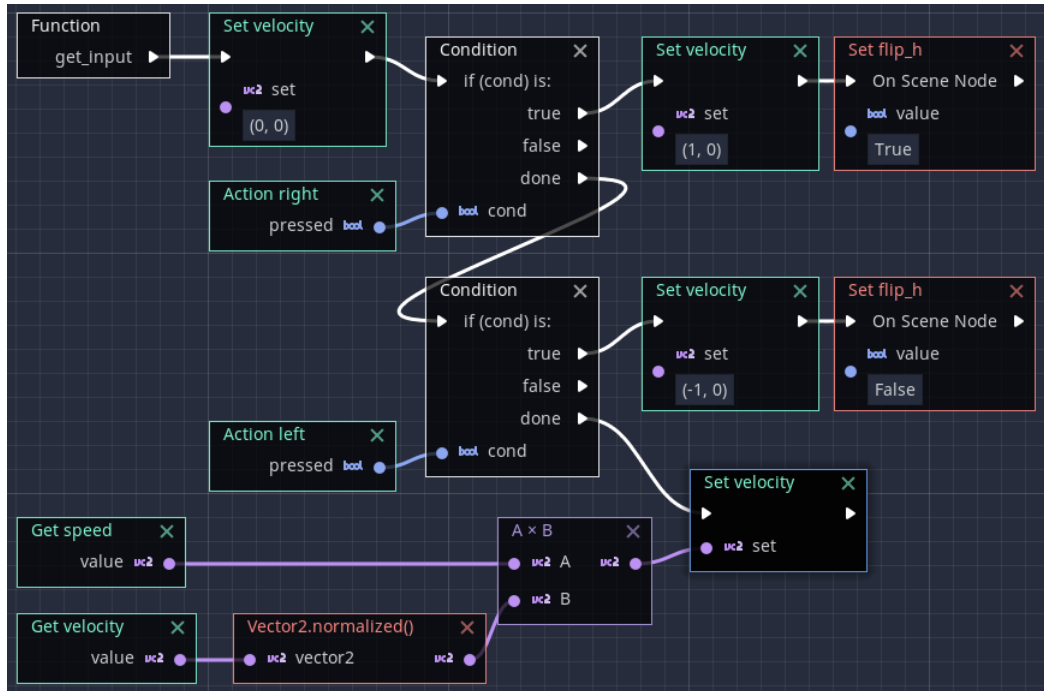 Function
get_input
Set velocity
vc2 set
(0, 0)
Condition
if (cond) is:
true
false
done
bool cond
Set velocity
vc2 set
(1, 0)
Set flip_h
On Scene Node
bool value
True
Action right
pressed bool
Condition
if (cond) is:
true
false
done
bool cond
Set velocity
vc2 set
(-1, 0)
Set flip_h
On Scene Node
bool value
False
Action left
pressed bool
Set velocity
vc2 set
Get speed
value vc2
A × B
vc2 A vc2
vc2 B
Get velocity
value vc2
Vector2.normalized()
vc2 vector2 vc2